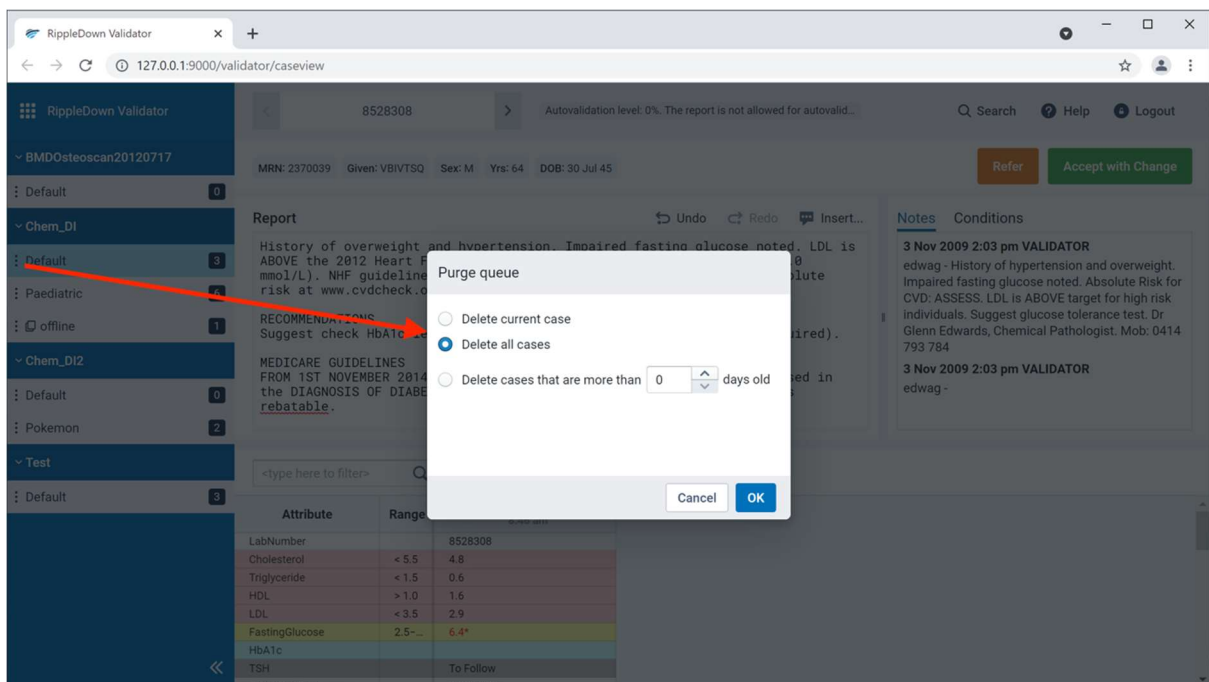 RippleDown Validator
127.0.0.1:9000/validator/caseview
RippleDown Validator
8528308
Autovalidation level: 0%. The report is not allowed for autovalid...
Search
Help
Logout
BMDOsteoscan20120717
Default 0
Chem_DI
Default 3
Paediatric 6
offline 1
Chem_DI2
Default 0
Pokemon 2
Test
Default 3
MRN: 2370039 Given: VBIVTSQ Sex: M Yrs: 64 DOB: 30 Jul 45
Refer
Accept with Change
Report
Undo
Redo
Insert...
History of overweight and hypertension. Impaired fasting glucose noted. LDL is
ABOVE the 2012 Heart F 0
mmol/L). NHF guideline olute
risk at www.cvdcheck.o
RECOMMENDATIONS
Suggest check HbA1c le ired).
MEDICARE GUIDELINES
FROM 1ST NOVEMBER 2014 sed in
the DIAGNOSIS OF DIABE s
rebatable.
Notes Conditions
3 Nov 2009 2:03 pm VALIDATOR
edwag - History of hypertension and overweight.
Impaired fasting glucose noted. Absolute Risk for
CVD: ASSESS. LDL is ABOVE target for high risk
individuals. Suggest glucose tolerance test. Dr
Glenn Edwards, Chemical Pathologist. Mob: 0414
793 784
3 Nov 2009 2:03 pm VALIDATOR
edwag -
Purge queue
Delete current case
Delete all cases
Delete cases that are more than 0 days old
Cancel
OK
<type here to filter>
Attribute Range
LabNumber 8528308
Cholesterol < 5.5 4.8
Triglyceride < 1.5 0.6
HDL > 1.0 1.6
LDL < 3.5 2.9
FastingGlucose 2.5-... 6.4*
HbA1c
TSH To Follow